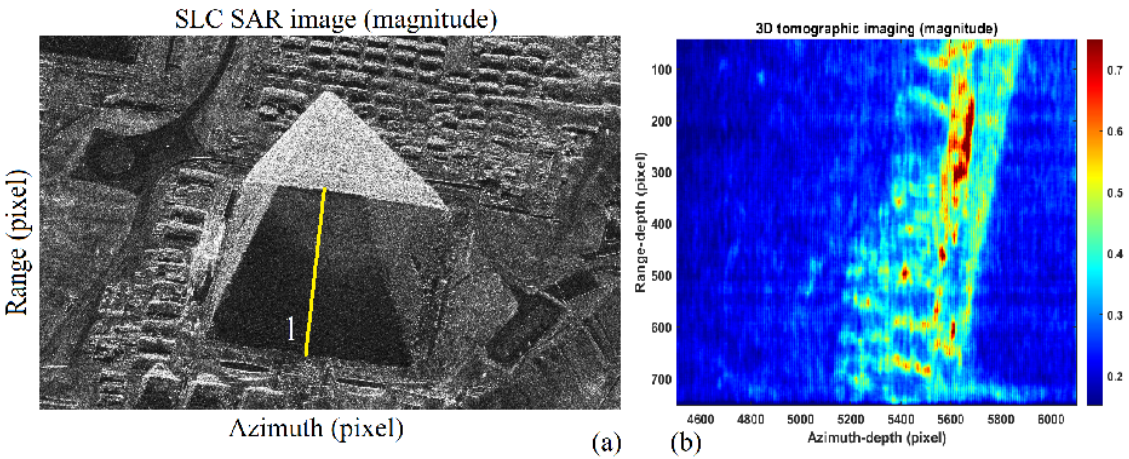 SLC SAR image (magnitude)
Range (pixel)
1
Azimuth (pixel)
(a)
3D tomographic imaging (magnitude)
Range-depth (pixel)
100
200
300
400
500
600
700
4600 4800 5000 5200 5400 5600 5800 6000
Azimuth-depth (pixel)
0.7
0.6
0.5
0.4
0.3
0.2
(b)